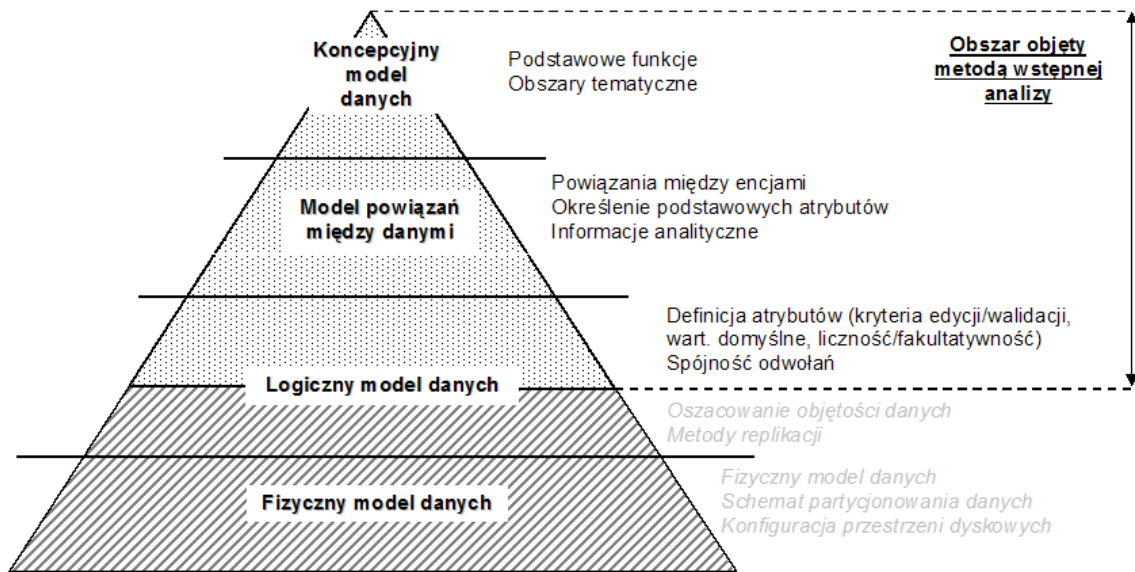 Koncepcyjny
model
danych
Podstawowe funkcje
Obszary tematyczne
Obszar objęty
metodą wstępnej
analizy
Model powiązań
między danymi
Powiązania między encjami
Określenie podstawowych atrybutów
Informacje analityczne
Definicja atrybutów (kryteria edycji/walidacji,
wart. domyślne, liczność/fakultatywność)
Spójność odwołań
Logiczny model danych
Oszacowanie objętości danych
Metody replikacji
Fizyczny model danych
Fizyczny model danych
Schemat partycjonowania danych
Konfiguracja przestrzeni dyskowych